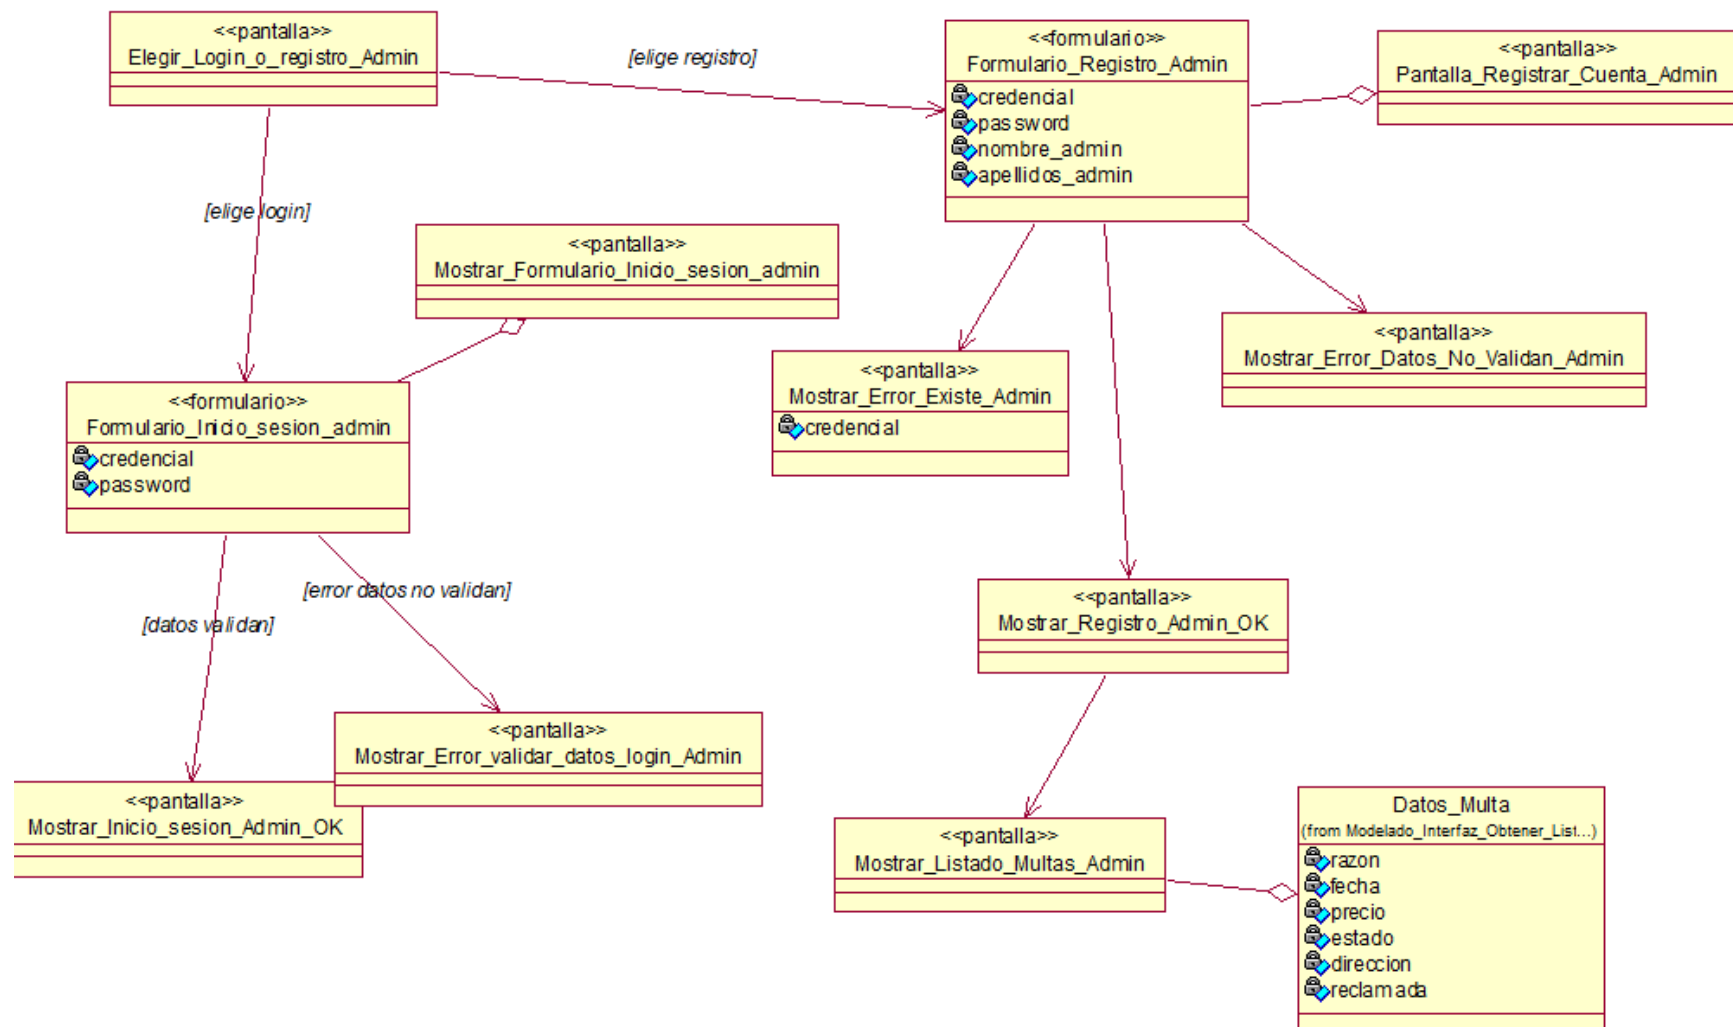 <<pantalla>>
Elegir_Login_o_registro_Admin
[elige registro]
<<formulario>>
Formulario_Registro_Admin
credencial
password
nombre_admin
apellidos_admin
<<pantalla>>
Pantalla_Registrar_Cuenta_Admin
[elige login]
<<pantalla>>
Mostrar_Formulario_Inicio_sesion_admin
<<pantalla>>
Mostrar_Error_Datos_No_Validan_Admin
<<pantalla>>
Mostrar_Error_Existe_Admin
credencial
<<formulario>>
Formulario_Inicio_sesion_admin
credencial
password
[error datos no validan]
[datos validan]
<<pantalla>>
Mostrar_Registro_Admin_OK
<<pantalla>>
Mostrar_Error_validar_datos_login_Admin
<<pantalla>>
Mostrar_Inicio_sesion_Admin_OK
<<pantalla>>
Mostrar_Listado_Multas_Admin
Datos_Multa
(from Modelado_Interfaz_Obtener_List...)
razon
fecha
precio
estado
direccion
reclamada